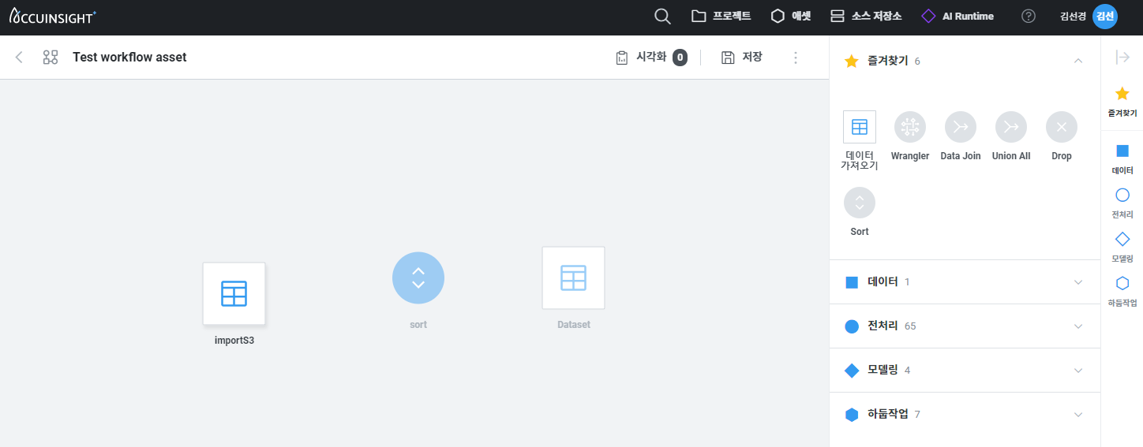 ACCUINSIGHT+
프로젝트
애셋
소스 저장소
AI Runtime
김선경
김선
Test workflow asset
시각화 0
저장
즐겨찾기 6
데이터
가져오기
Wrangler
Data Join
Union All
Drop
Sort
데이터 1
전처리 65
모델링 4
하둡작업 7
즐겨찾기
데이터
전처리
모델링
하둡작업
importS3
sort
Dataset